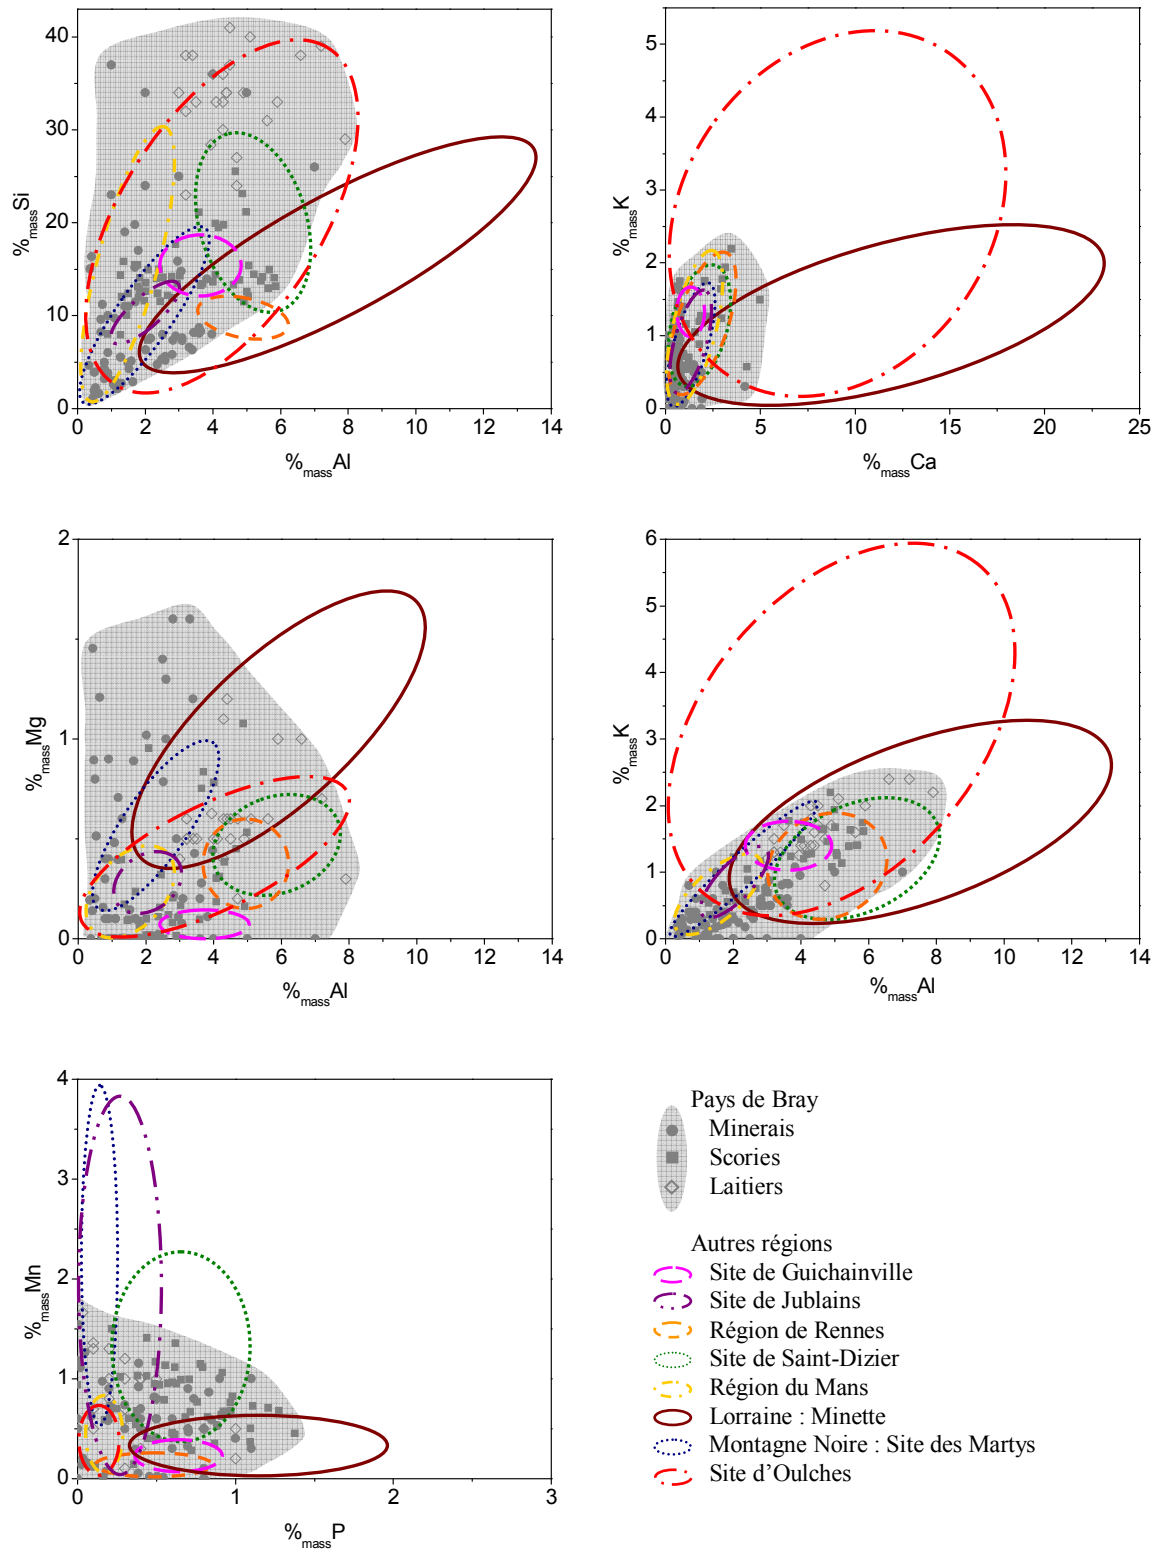 40
30
20
10
0
0 2 4 6 8 10 12 14
%massSi
%massAl
5
4
3
2
1
0
0 5 10 15 20 25
%massK
%massCa
2
1
0
0 2 4 6 8 10 12 14
%massMg
%massAl
6
5
4
3
2
1
0
0 2 4 6 8 10 12 14
%massK
%massAl
4
3
2
1
0
0 1 2 3
%massMn
%massP
Pays de Bray
Minerais
Scories
Laitiers
Autres régions
Site de Guichainville
Site de Jublains
Région de Rennes
Site de Saint-Dizier
Région du Mans
Lorraine : Minette
Montagne Noire : Site des Martys
Site d’Oulches